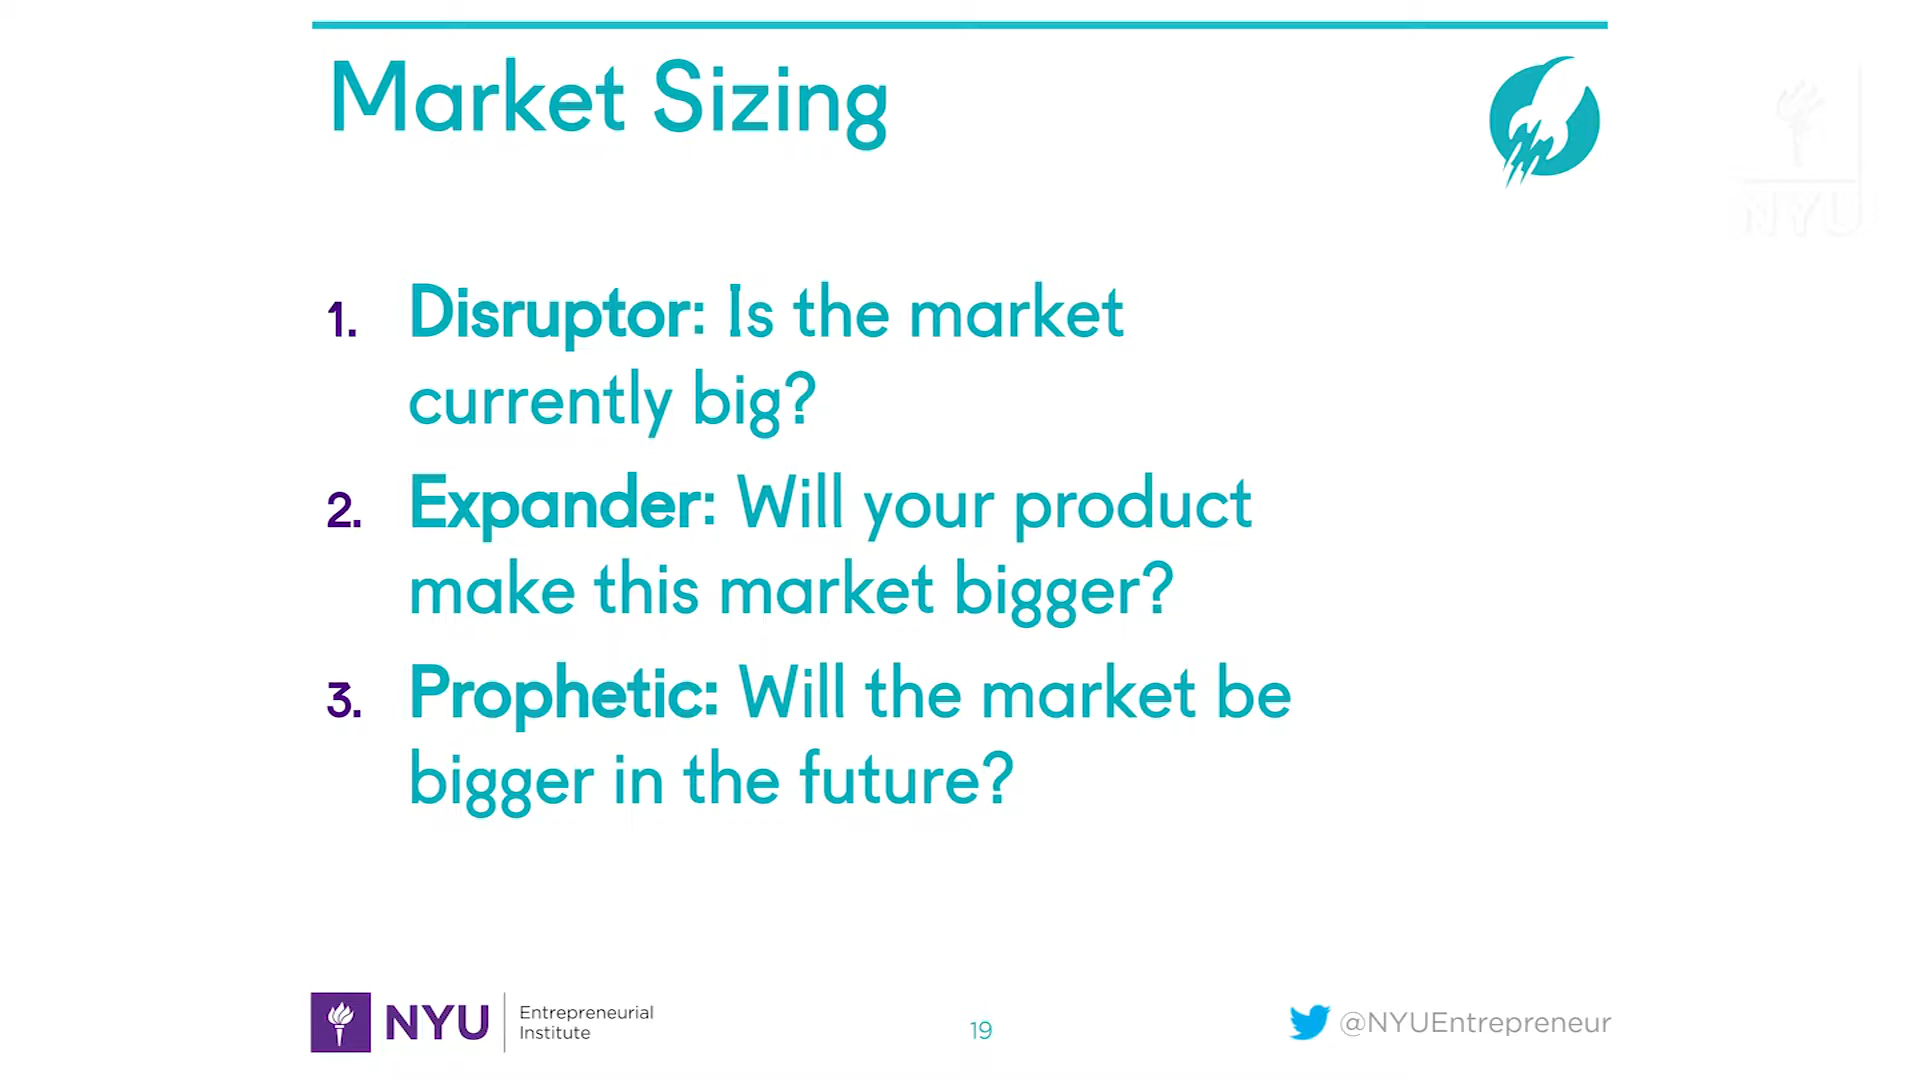 Market Sizing
NYU
1. Disruptor: Is the market
currently big?
2. Expander: Will your product
make this market bigger?
3. Prophetic: Will the market be
bigger in the future?
NYU Entrepreneurial
Institute
19
@NYUEntrepreneur